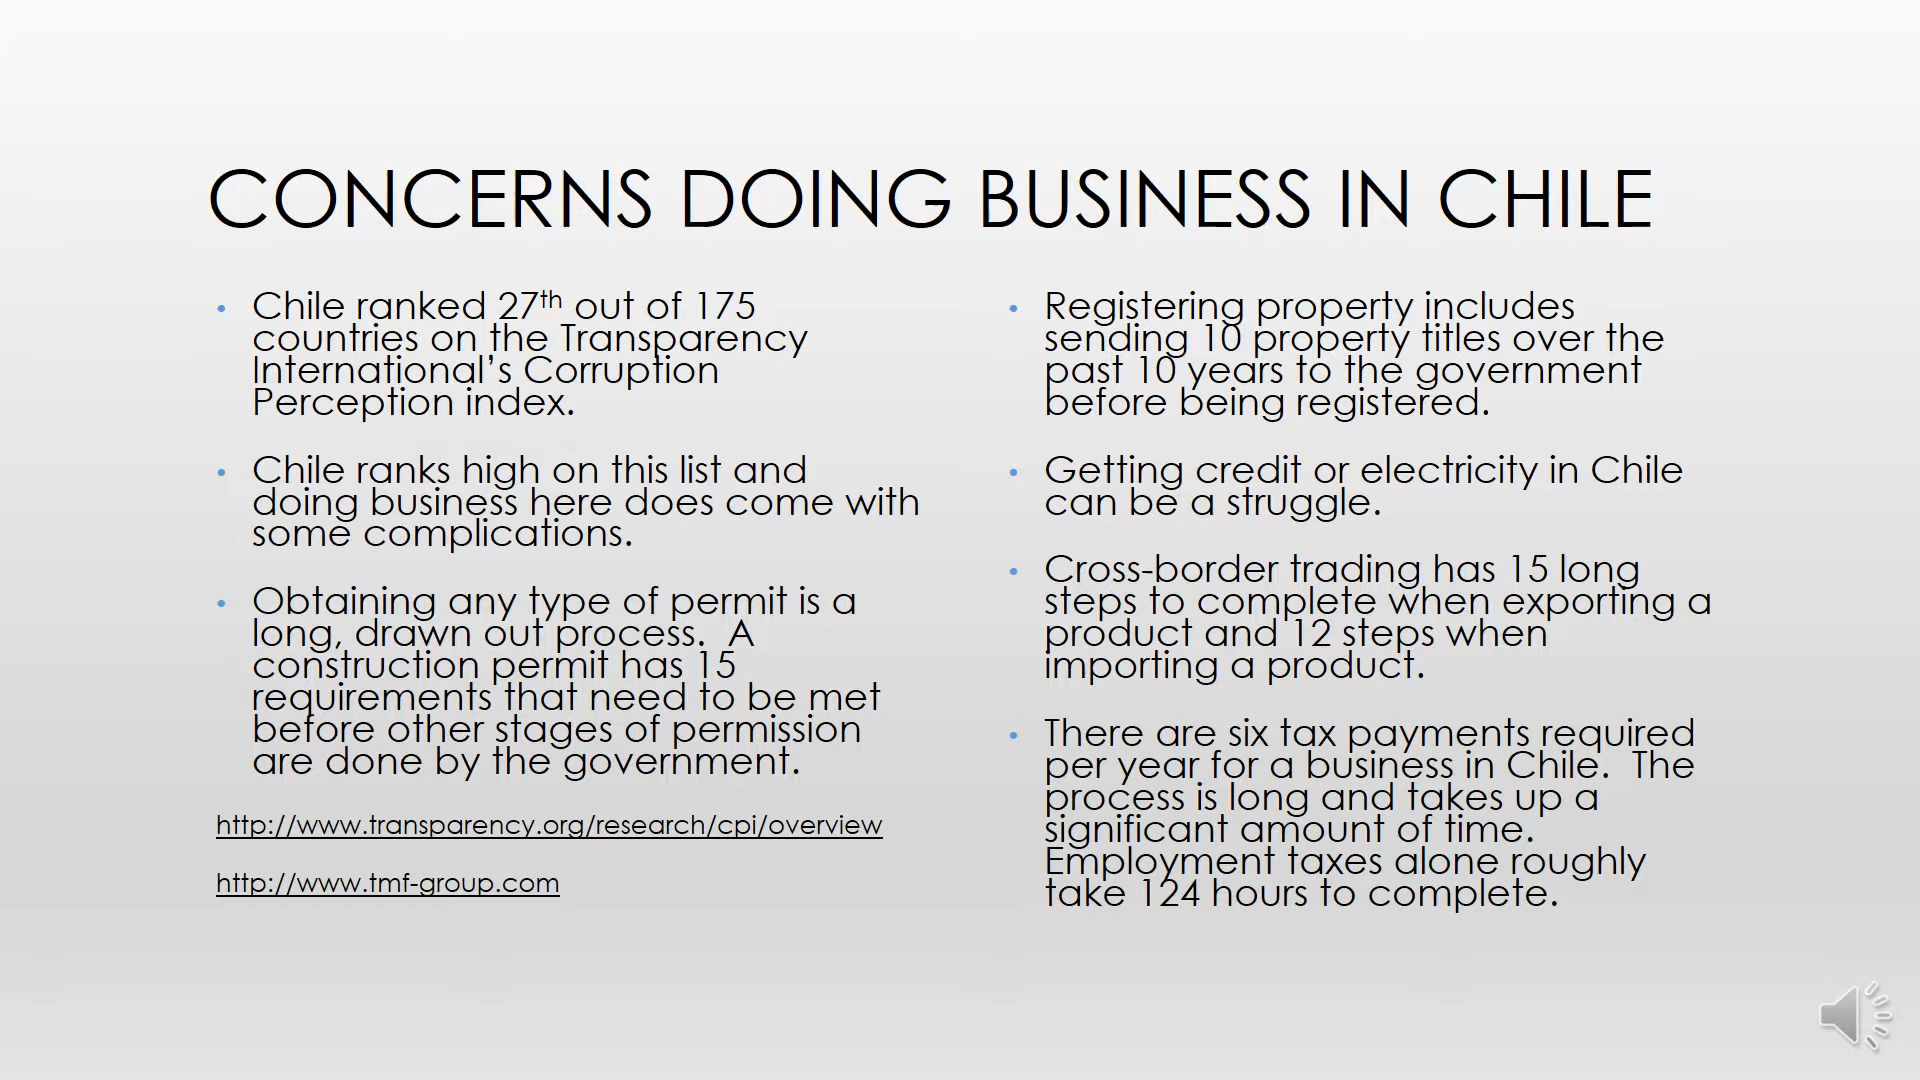 CONCERNS DOING BUSINESS IN CHILE
• Chile ranked 27th out of 175
countries on the Transparency
International’s Corruption
Perception index.
• Chile ranks high on this list and
doing business here does come with
some complications.
• Obtaining any type of permit is a
long, drawn out process.  A
construction permit has 15
requirements that need to be met
before other stages of permission
are done by the government.
http://www.transparency.org/research/cpi/overview
http://www.tmf-group.com
• Registering property includes
sending 10 property titles over the
past 10 years to the government
before being registered.
• Getting credit or electricity in Chile
can be a struggle.
• Cross-border trading has 15 long
steps to complete when exporting a
product and 12 steps when
importing a product.
• There are six tax payments required
per year for a business in Chile.  The
process is long and takes up a
significant amount of time.
Employment taxes alone roughly
take 124 hours to complete.